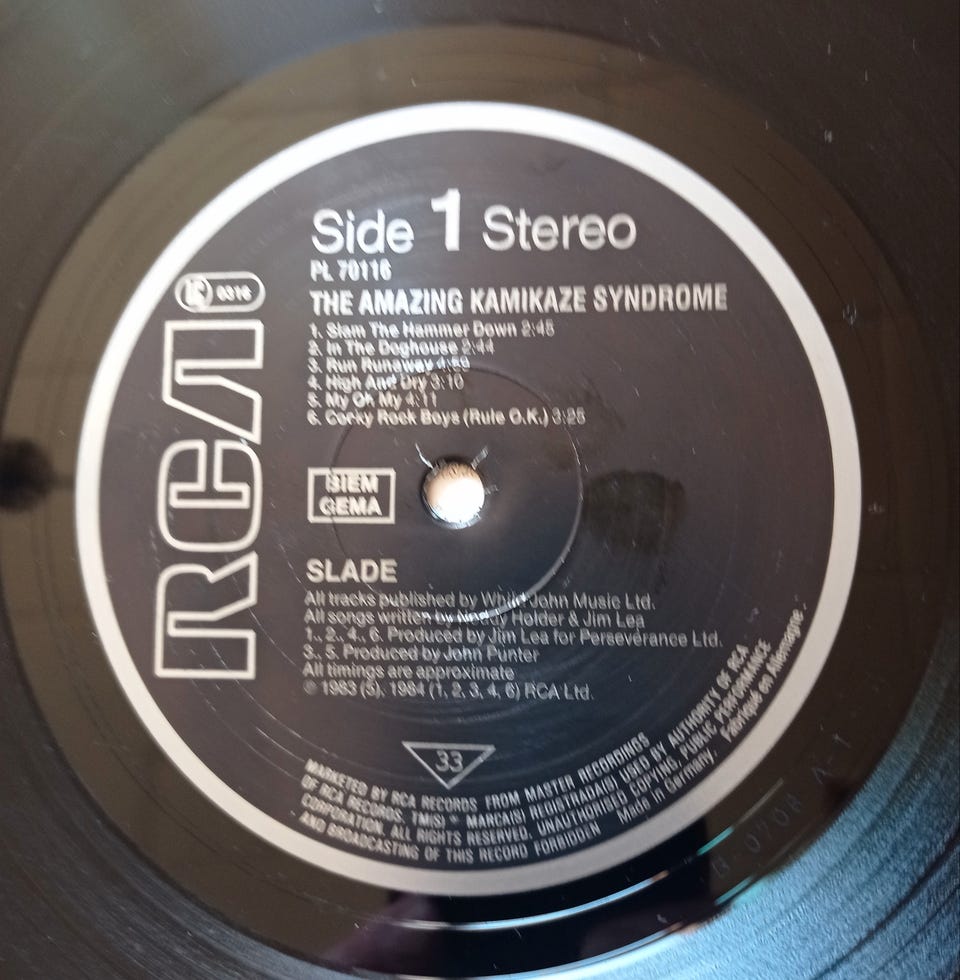 Side 1 Stereo
PL 70116
LC 0316
THE AMAZING KAMIKAZE SYNDROME
1. Slam The Hammer Down 2:45
2. In The Doghouse 2:44
3. Run Runaway 4:58
4. High And Dry 3:10
5. My Oh My 4:11
6. Cocky Rock Boys (Rule O.K.) 3:25
RCA
BIEM
GEMA
SLADE
All tracks published by Whild John Music Ltd.
All songs written by Noddy Holder & Jim Lea
1., 2., 4., 6. Produced by Jim Lea for Perseverance Ltd.
3., 5. Produced by John Punter
All timings are approximate
℗ 1983 (5), 1984 (1, 2, 3, 4, 6) RCA Ltd.
33
MARKETED BY RCA RECORDS FROM MASTER RECORDINGS
OF RCA RECORDS. TM(S) ® MARCA(S) REGISTRADA(S) USED BY AUTHORITY OF RCA
CORPORATION. ALL RIGHTS RESERVED. UNAUTHORISED COPYING, PUBLIC PERFORMANCE
AND BROADCASTING OF THIS RECORD FORBIDDEN Made in Germany. Fabriqué en Allemagne.